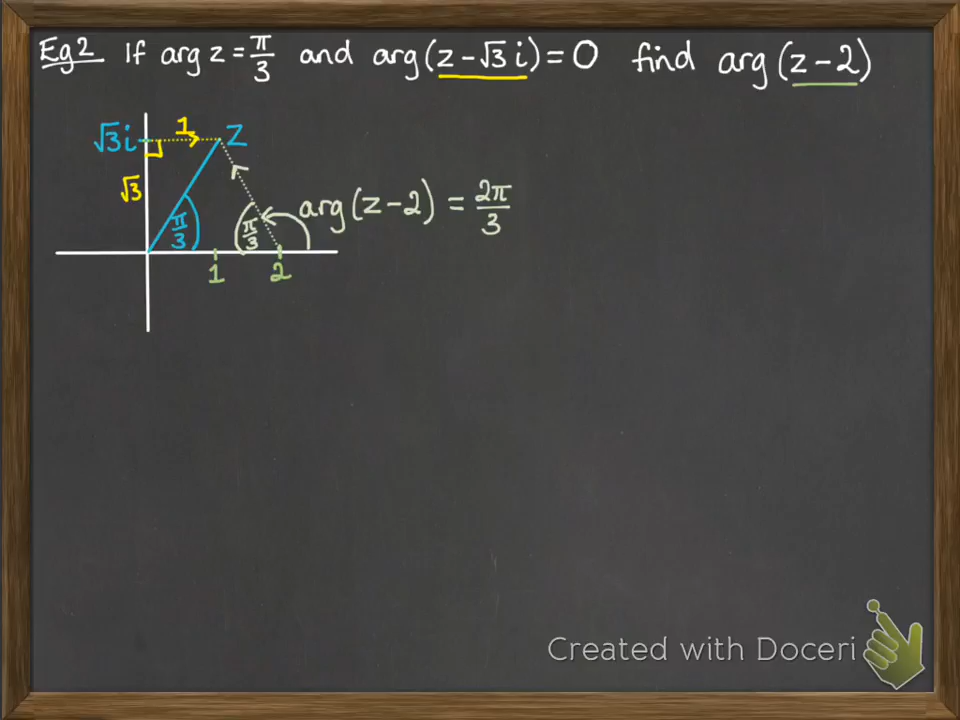 Eg2 If arg z = π/3 and arg(z − √3 i) = 0 find arg (z − 2)
√3i 1 z
√3
π/3 π/3 arg(z − 2) = 2π/3
1 2
Created with Doceri